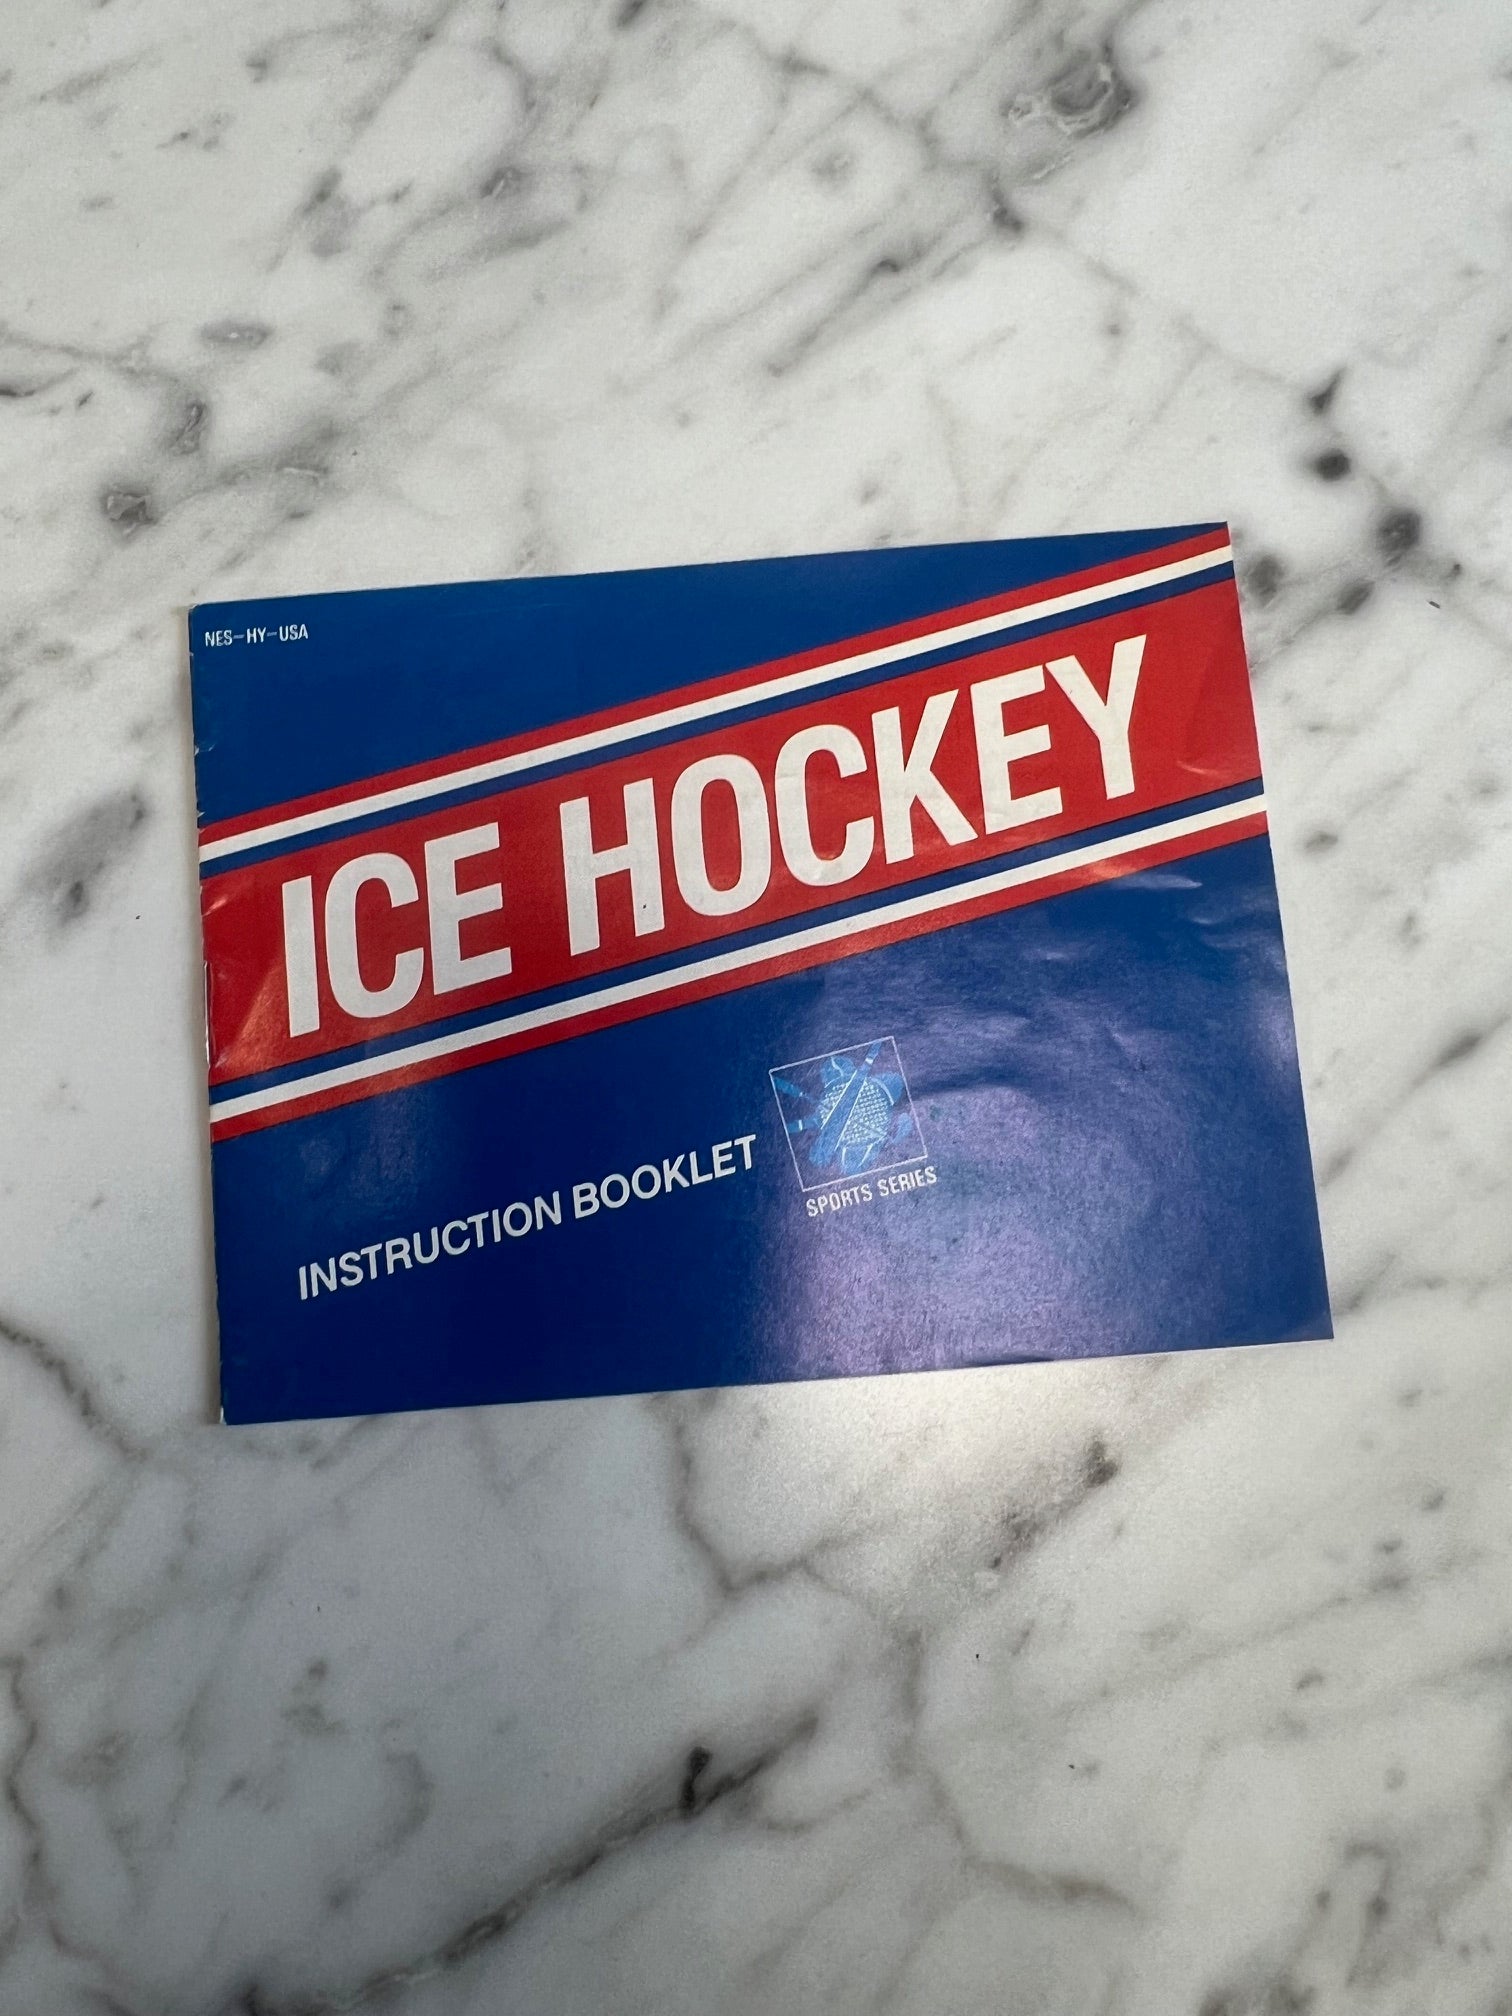 NES-HY-USA
ICE HOCKEY
INSTRUCTION BOOKLET
SPORTS SERIES